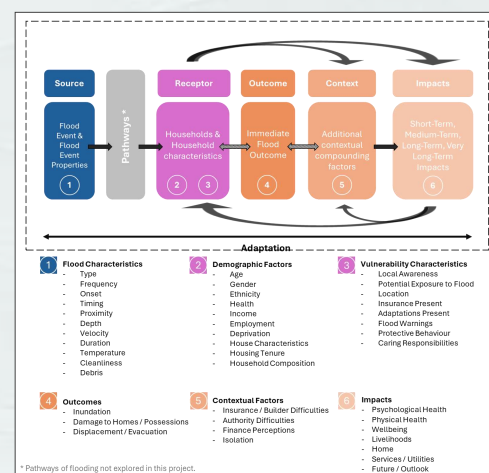 Source
Receptor
Outcome
Context
Impacts
Flood
Event &
Flood
Event
Properties
1
Pathways *
Households &
Household
characteristics
2 3
Immediate
Flood
Outcome
4
Additional
contextual
compounding
factors
5
Short-Term,
Medium-Term,
Long-Term, Very
Long-Term
Impacts
6
Adaptation
1 Flood Characteristics
- Type
- Frequency
- Onset
- Timing
- Proximity
- Depth
- Velocity
- Duration
- Temperature
- Cleanliness
- Debris
2 Demographic Factors
- Age
- Gender
- Ethnicity
- Health
- Income
- Employment
- Deprivation
- House Characteristics
- Housing Tenure
- Household Composition
3 Vulnerability Characteristics
- Local Awareness
- Potential Exposure to Flood
- Location
- Insurance Present
- Adaptations Present
- Flood Warnings
- Protective Behaviour
- Caring Responsibilities
4 Outcomes
- Inundation
- Damage to Homes / Possessions
- Displacement / Evacuation
5 Contextual Factors
- Insurance / Builder Difficulties
- Authority Difficulties
- Finance Perceptions
- Isolation
6 Impacts
- Psychological Health
- Physical Health
- Wellbeing
- Livelihoods
- Home
- Services / Utilities
- Future / Outlook
* Pathways of flooding not explored in this project.